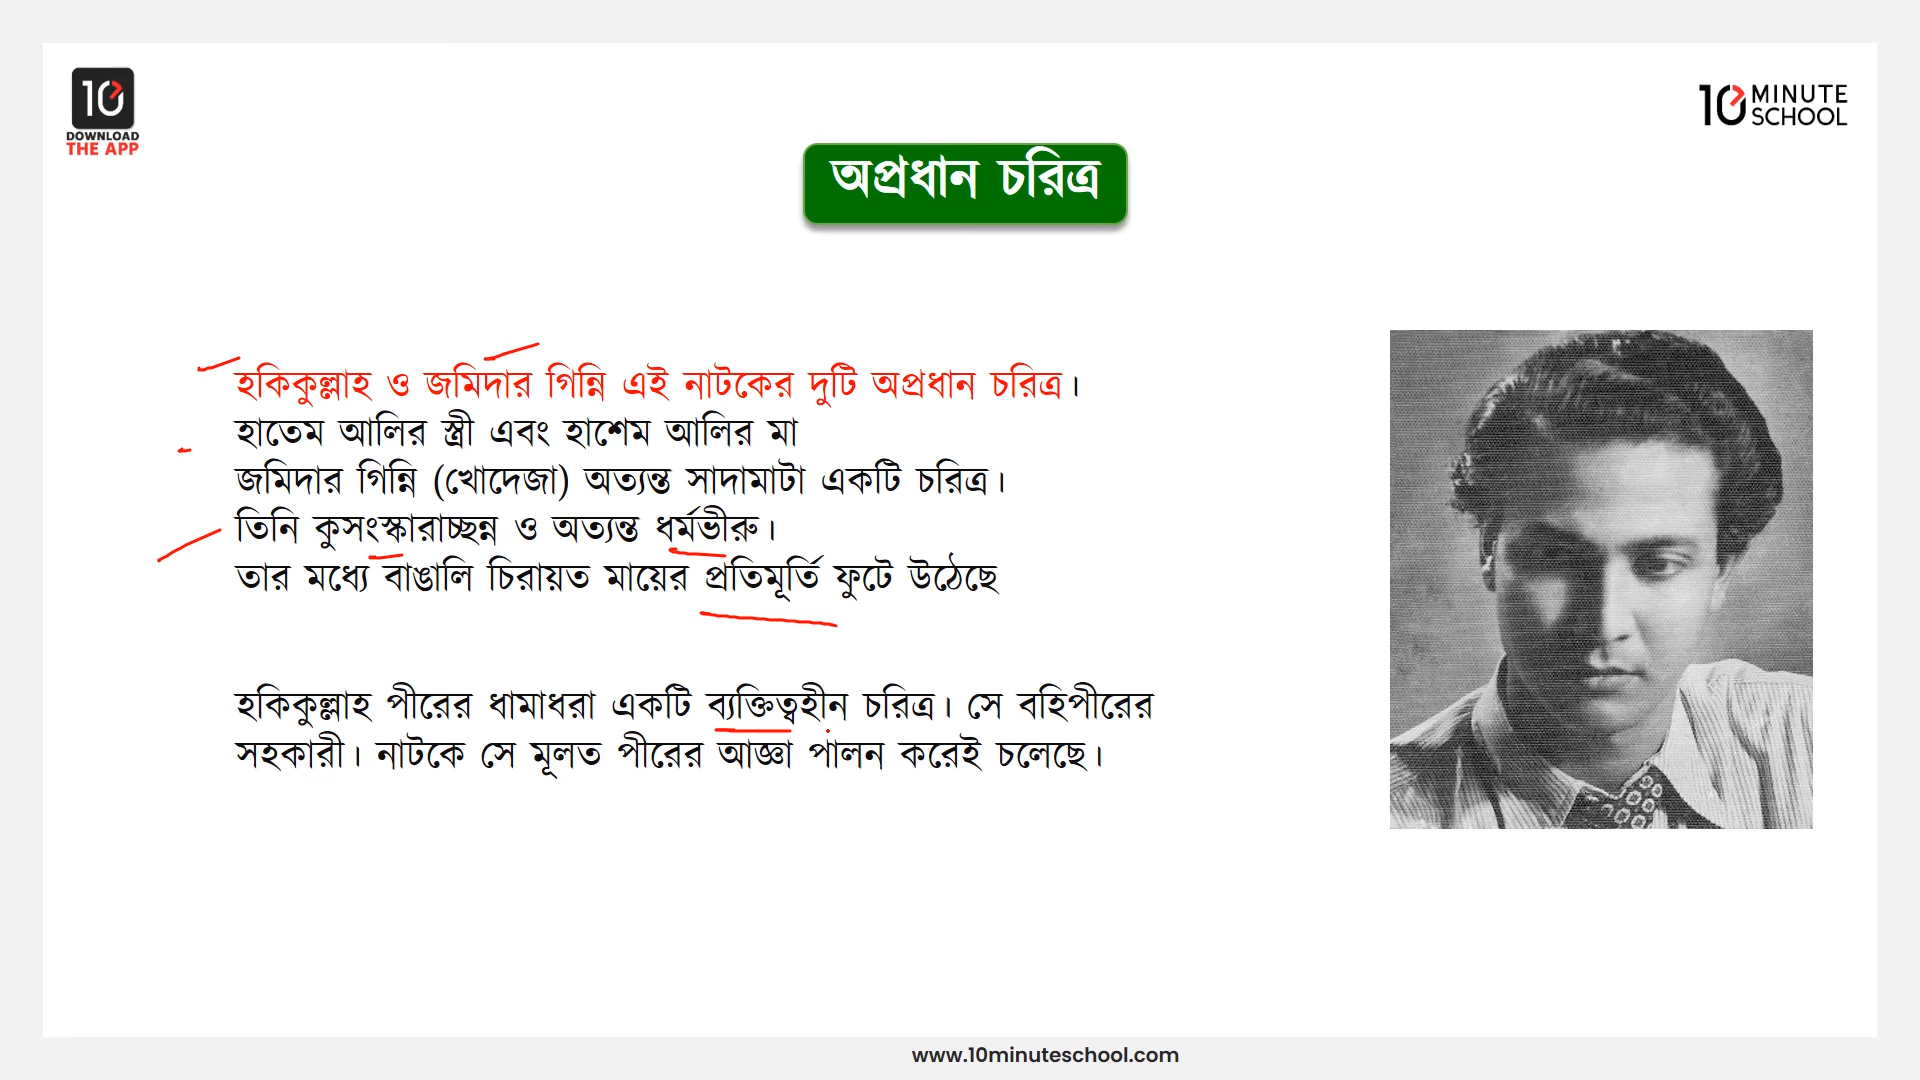 10
DOWNLOAD
THE APP
10 MINUTE
SCHOOL
অপ্রধান চরিত্র
হকিকুল্লাহ ও জমিদার গিন্নি এই নাটকের দুটি অপ্রধান চরিত্র।
হাতেম আলির স্ত্রী এবং হাশেম আলির মা
জমিদার গিন্নি (খোদেজা) অত্যন্ত সাদামাটা একটি চরিত্র।
তিনি কুসংস্কারাচ্ছন্ন ও অত্যন্ত ধর্মভীরু।
তার মধ্যে বাঙালি চিরায়ত মায়ের প্রতিমূর্তি ফুটে উঠেছে
হকিকুল্লাহ পীরের ধামাধরা একটি ব্যক্তিত্বহীন চরিত্র। সে বহিপীরের
সহকারী। নাটকে সে মূলত পীরের আজ্ঞা পালন করেই চলেছে।
www.10minuteschool.com